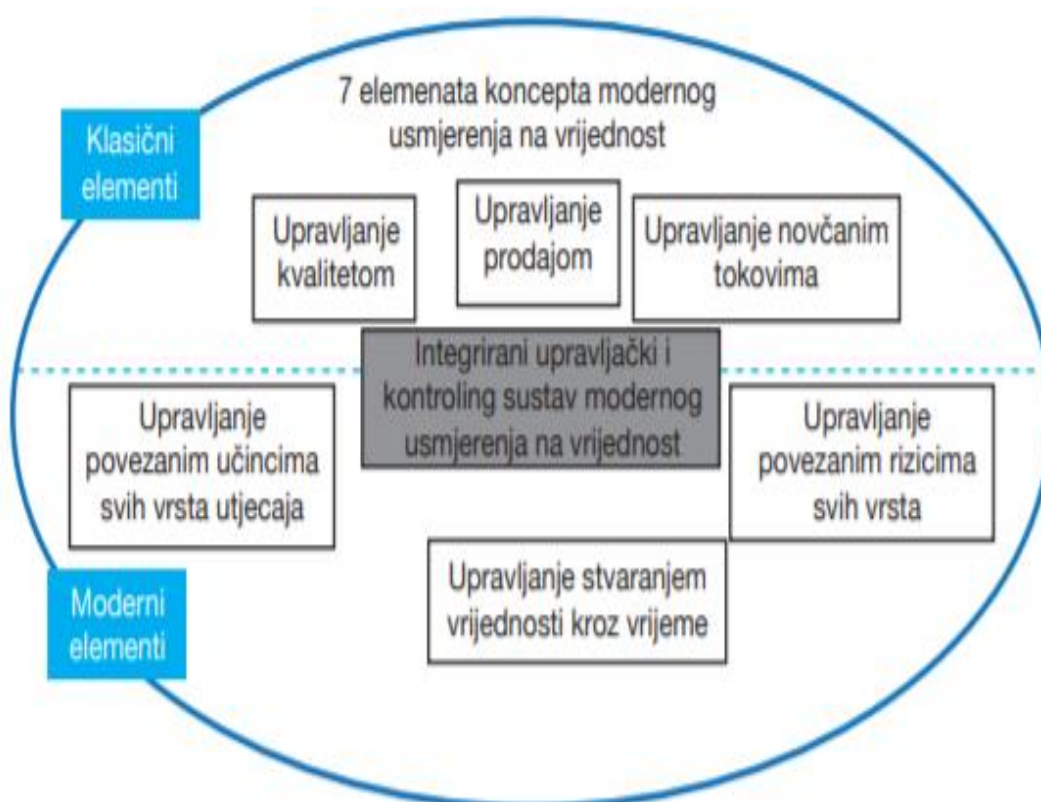 7 elemenata koncepta modernog
usmjerenja na vrijednost
Klasični
elementi
Upravljanje
kvalitetom
Upravljanje
prodajom
Upravljanje novčanim
tokovima
Integrirani upravljački i
kontroling sustav modernog
usmjerenja na vrijednost
Upravljanje
povezanim učincima
svih vrsta utjecaja
Upravljanje
povezanim rizicima
svih vrsta
Upravljanje stvaranjem
vrijednosti kroz vrijeme
Moderni
elementi